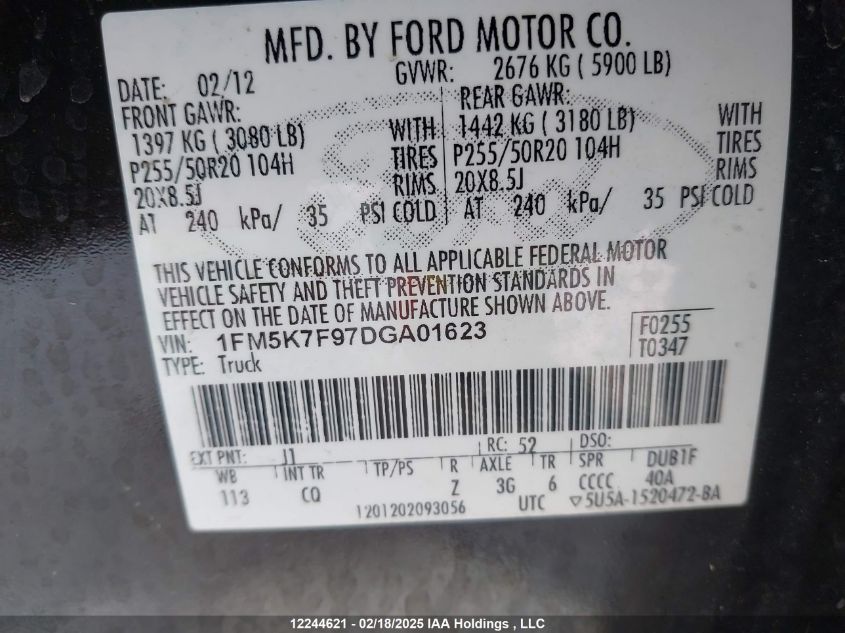 MFD. BY FORD MOTOR CO.
DATE: 02/12 GVWR: 2676 KG ( 5900 LB)
FRONT GAWR: REAR GAWR:
1397 KG ( 3080 LB) WITH 1442 KG ( 3180 LB) WITH
P255/50R20 104H TIRES P255/50R20 104H TIRES
20X8.5J RIMS 20X8.5J RIMS
AT 240 kPa/ 35 PSI COLD AT 240 kPa/ 35 PSI COLD
THIS VEHICLE CONFORMS TO ALL APPLICABLE FEDERAL MOTOR
VEHICLE SAFETY AND THEFT PREVENTION STANDARDS IN
EFFECT ON THE DATE OF MANUFACTURE SHOWN ABOVE.
VIN: 1FM5K7F97DGA01623 F0255
TYPE: Truck T0347
EXT PNT: J1 RC: 52 DSO:
WB INT TR TP/PS R AXLE TR SPR DUB1F
113 CQ Z 3G 6 CCCC 40A
1201202093056 UTC ▽5U5A-1520472-BA
12244621 - 02/18/2025 IAA Holdings , LLC